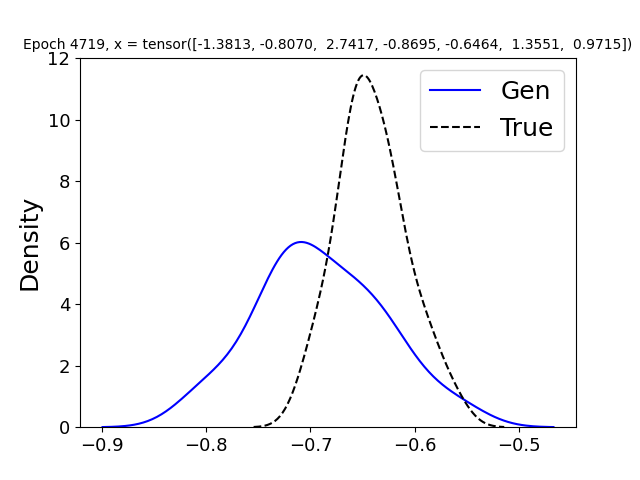 Epoch 4719, x = tensor([-1.3813, -0.8070,  2.7417, -0.8695, -0.6464,  1.3551,  0.9715])
12
10
8
6
4
2
0
Density
Gen
True
−0.9 −0.8 −0.7 −0.6 −0.5